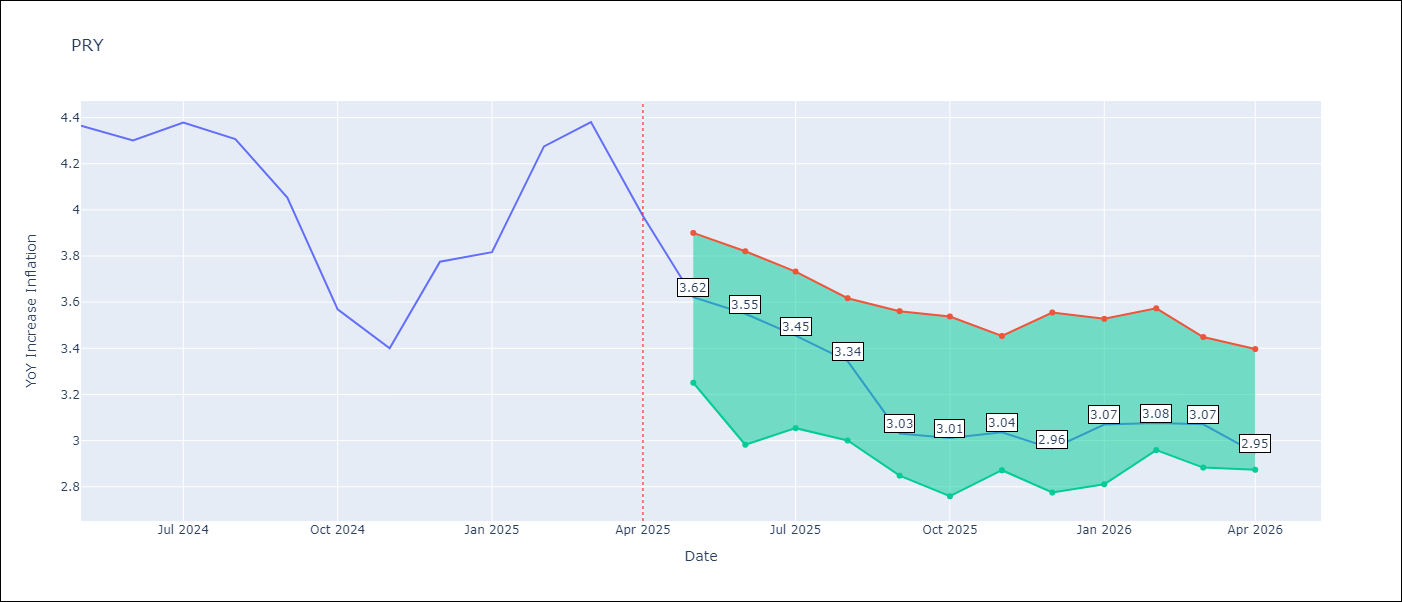 PRY
4.4
4.2
4
3.8
3.6
3.4
3.2
3
2.8
YoY Increase Inflation
3.62
3.55
3.45
3.34
3.03
3.01
3.04
2.96
3.07
3.08
3.07
2.95
Jul 2024
Oct 2024
Jan 2025
Apr 2025
Jul 2025
Oct 2025
Jan 2026
Apr 2026
Date